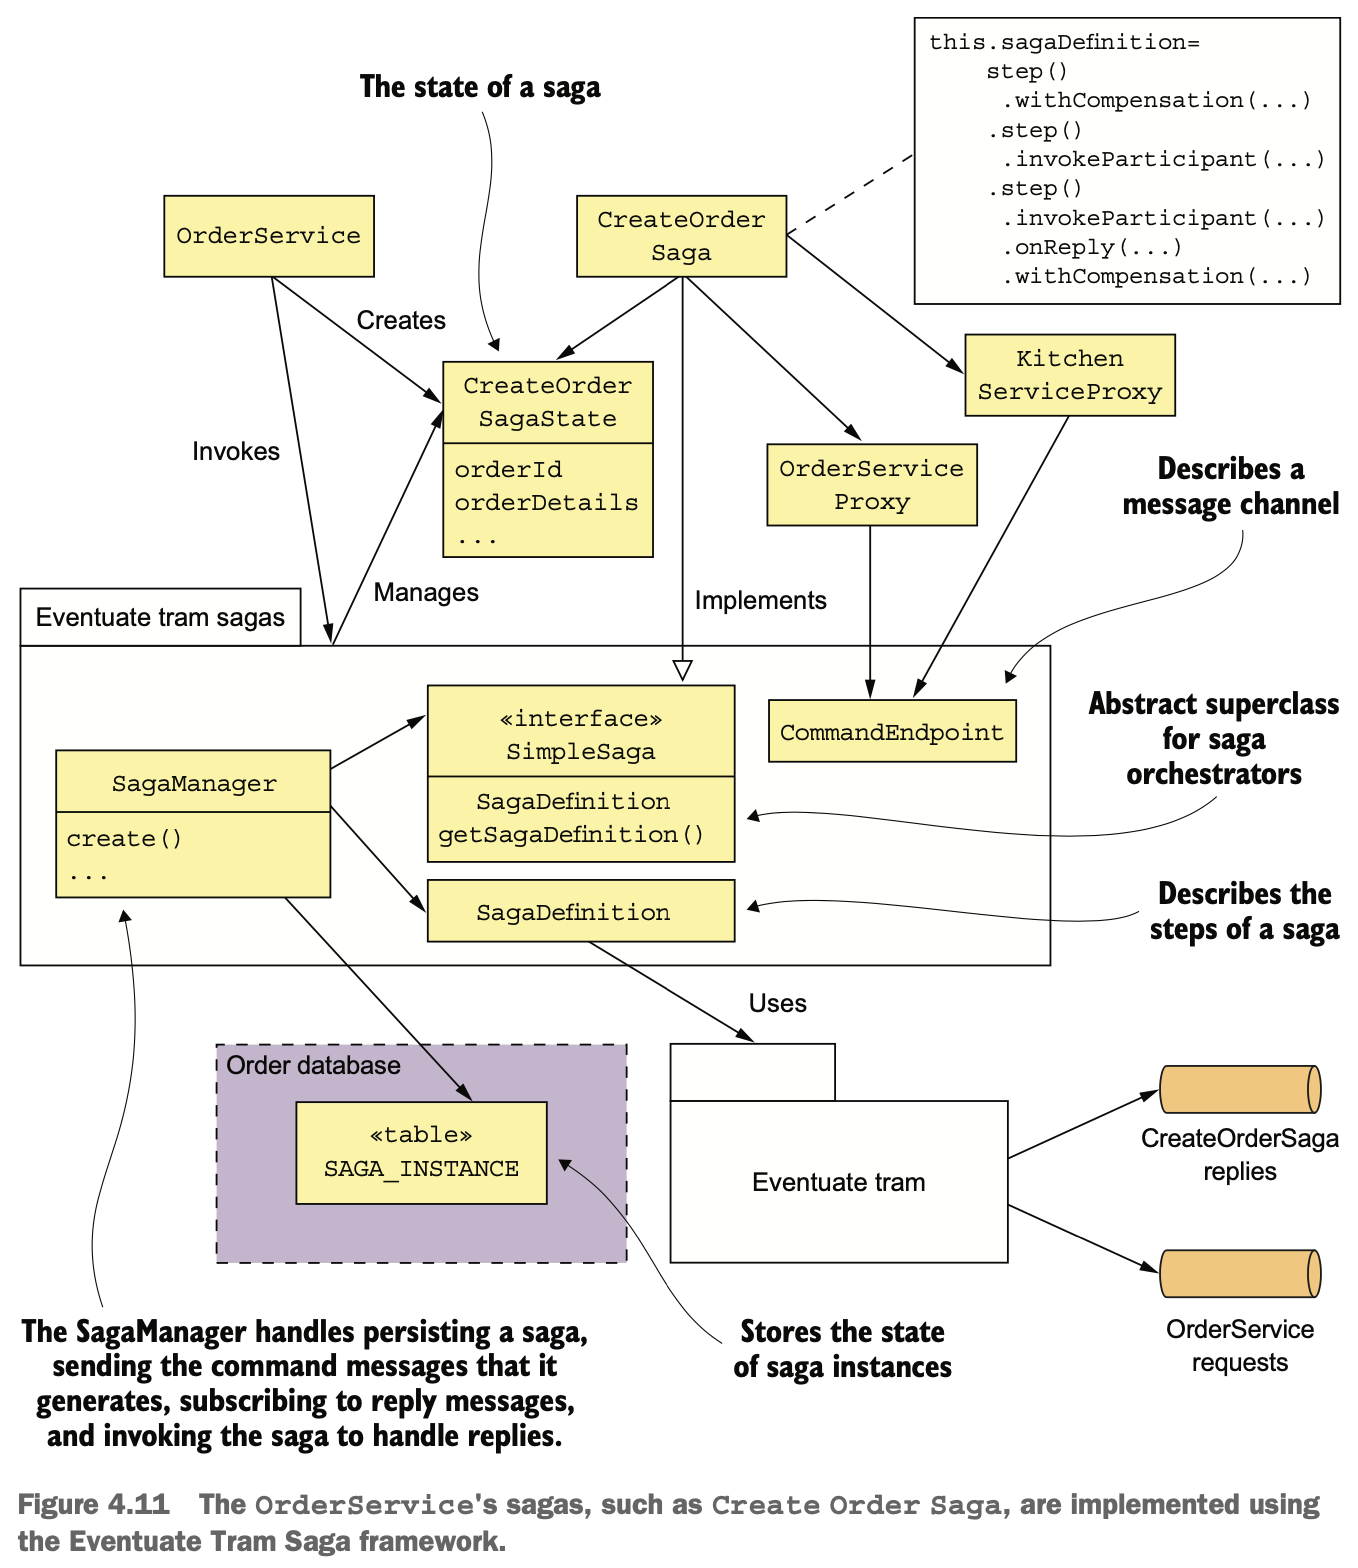 this.sagaDefinition=
step()
.withCompensation(...)
.step()
.invokeParticipant(...)
.step()
.invokeParticipant(...)
.onReply(...)
.withCompensation(...)
The state of a saga
OrderService
CreateOrder
Saga
Creates
Kitchen
ServiceProxy
CreateOrder
SagaState
orderId
orderDetails
...
Invokes
OrderService
Proxy
Describes a
message channel
Manages
Implements
Eventuate tram sagas
«interface»
SimpleSaga
SagaDefinition
getSagaDefinition()
CommandEndpoint
Abstract superclass
for saga
orchestrators
SagaManager
create()
...
SagaDefinition
Describes the
steps of a saga
Uses
Order database
«table»
SAGA_INSTANCE
Eventuate tram
CreateOrderSaga
replies
OrderService
requests
The SagaManager handles persisting a saga,
sending the command messages that it
generates, subscribing to reply messages,
and invoking the saga to handle replies.
Stores the state
of saga instances
Figure 4.11 The OrderService's sagas, such as Create Order Saga, are implemented using
the Eventuate Tram Saga framework.